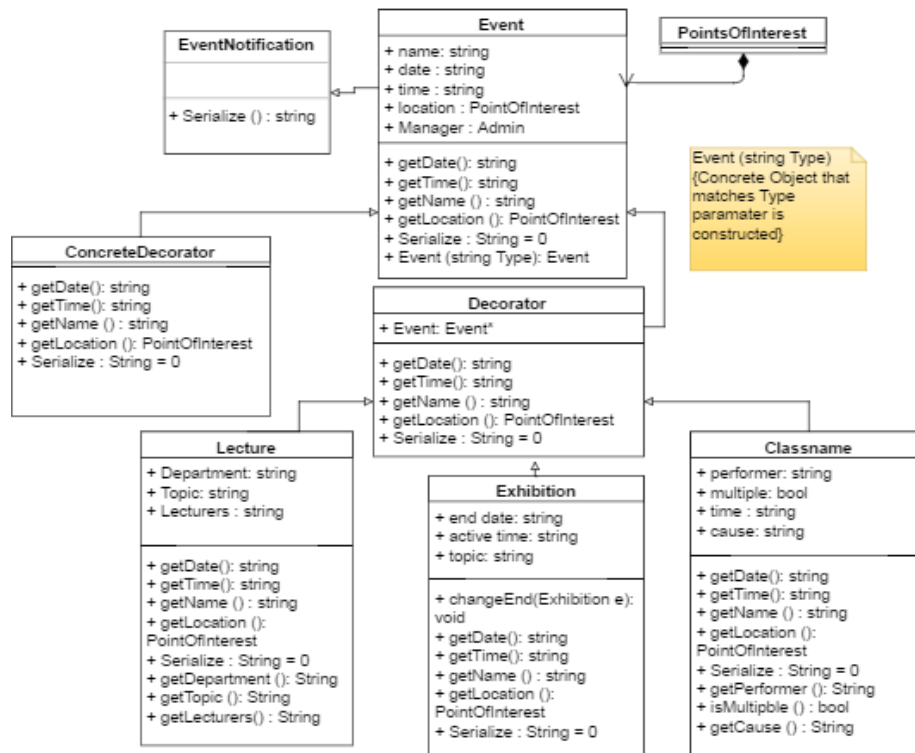 EventNotification
+ Serialize () : string
Event
+ name: string
+ date : string
+ time : string
+ location : PointOfInterest
+ Manager : Admin
+ getDate(): string
+ getTime(): string
+ getName () : string
+ getLocation (): PointOfInterest
+ Serialize : String = 0
+ Event (string Type): Event
PointsOfInterest
Event (string Type)
{Concrete Object that
matches Type
paramater is
constructed}
ConcreteDecorator
+ getDate(): string
+ getTime(): string
+ getName () : string
+ getLocation (): PointOfInterest
+ Serialize : String = 0
Decorator
+ Event: Event*
+ getDate(): string
+ getTime(): string
+ getName () : string
+ getLocation (): PointOfInterest
+ Serialize : String = 0
Lecture
+ Department: string
+ Topic: string
+ Lecturers : string
+ getDate(): string
+ getTime(): string
+ getName () : string
+ getLocation ():
PointOfInterest
+ Serialize : String = 0
+ getDepartment (): String
+ getTopic (): String
+ getLecturers() : String
Exhibition
+ end date: string
+ active time: string
+ topic: string
+ changeEnd(Exhibition e):
void
+ getDate(): string
+ getTime(): string
+ getName () : string
+ getLocation ():
PointOfInterest
+ Serialize : String = 0
Classname
+ performer: string
+ multiple: bool
+ time : string
+ cause: string
+ getDate(): string
+ getTime(): string
+ getName () : string
+ getLocation ():
PointOfInterest
+ Serialize : String = 0
+ getPerformer (): String
+ isMultipble () : bool
+ getCause () : String